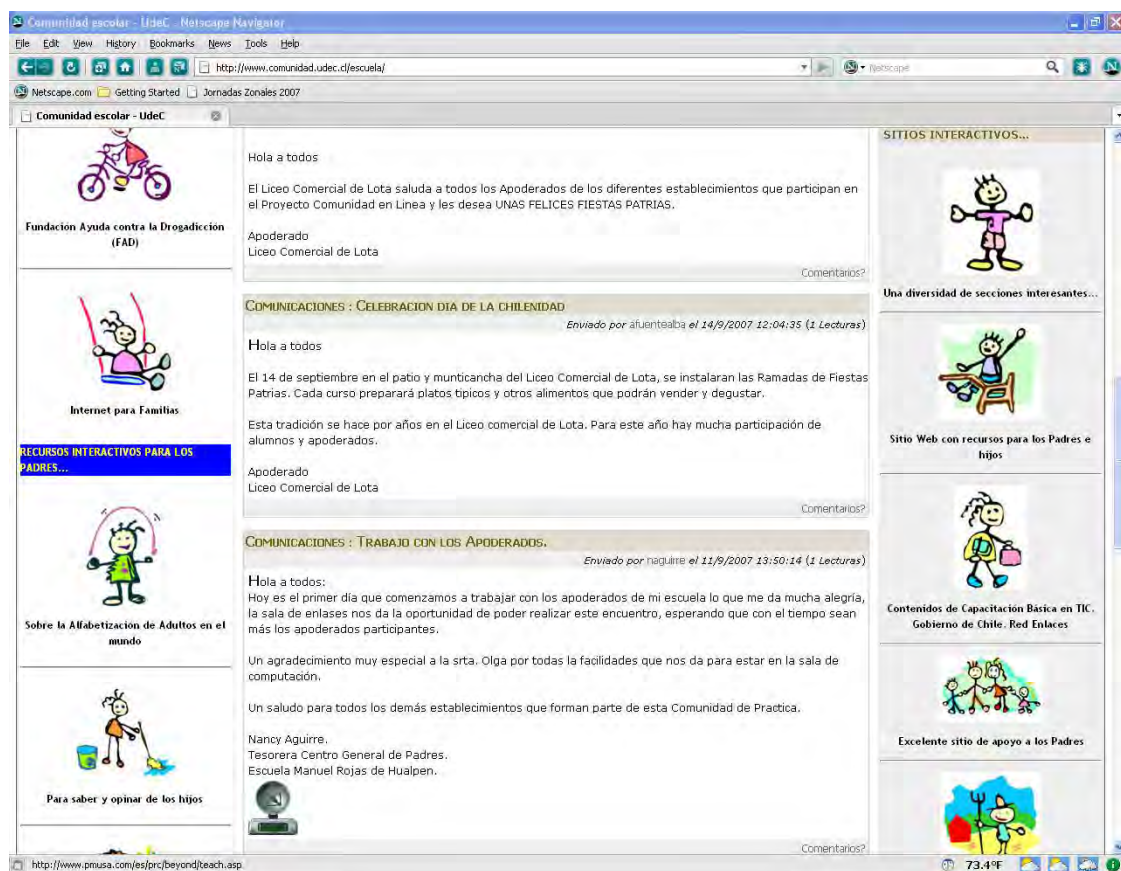 Comunidad escolar - UdeC - Netscape Navigator
File Edit View History Bookmarks News Tools Help
http://www.comunidad.udec.cl/escuela/
Netscape
Netscape.com Getting Started Jornadas Zonales 2007
Comunidad escolar - UdeC
Fundación Ayuda contra la Drogadicción
(FAD)
Internet para Familias
RECURSOS INTERACTIVOS PARA LOS
PADRES...
Sobre la Alfabetización de Adultos en el
mundo
Para saber y opinar de los hijos
Hola a todos
El Liceo Comercial de Lota saluda a todos los Apoderados de los diferentes establecimientos que participan en
el Proyecto Comunidad en Linea y les desea UNAS FELICES FIESTAS PATRIAS.
Apoderado
Liceo Comercial de Lota
Comentarios?
COMUNICACIONES : CELEBRACION DIA DE LA CHILENIDAD
Enviado por afuentealba el 14/9/2007 12:04:35 (1 Lecturas)
Hola a todos
El 14 de septiembre en el patio y munticancha del Liceo Comercial de Lota, se instalaran las Ramadas de Fiestas
Patrias. Cada curso preparará platos tipicos y otros alimentos que podrán vender y degustar.
Esta tradición se hace por años en el Liceo comercial de Lota. Para este año hay mucha participación de
alumnos y apoderados.
Apoderado
Liceo Comercial de Lota
Comentarios?
COMUNICACIONES : TRABAJO CON LOS APODERADOS.
Enviado por naguirre el 11/9/2007 13:50:14 (1 Lecturas)
Hola a todos:
Hoy es el primer día que comenzamos a trabajar con los apoderados de mi escuela lo que me da mucha alegría,
la sala de enlases nos da la oportunidad de poder realizar este encuentro, esperando que con el tiempo sean
más los apoderados participantes.
Un agradecimiento muy especial a la srta. Olga por todas la facilidades que nos da para estar en la sala de
computación.
Un saludo para todos los demás establecimientos que forman parte de esta Comunidad de Practica.
Nancy Aguirre.
Tesorera Centro General de Padres.
Escuela Manuel Rojas de Hualpen.
Comentarios?
SITIOS INTERACTIVOS...
Una diversidad de secciones interesantes...
Sitio Web con recursos para los Padres e
hijos
Contenidos de Capacitación Básica en TIC.
Gobierno de Chile. Red Enlaces
Excelente sitio de apoyo a los Padres
http://www.pmusa.com/es/prc/beyond/teach.asp
73.4°F